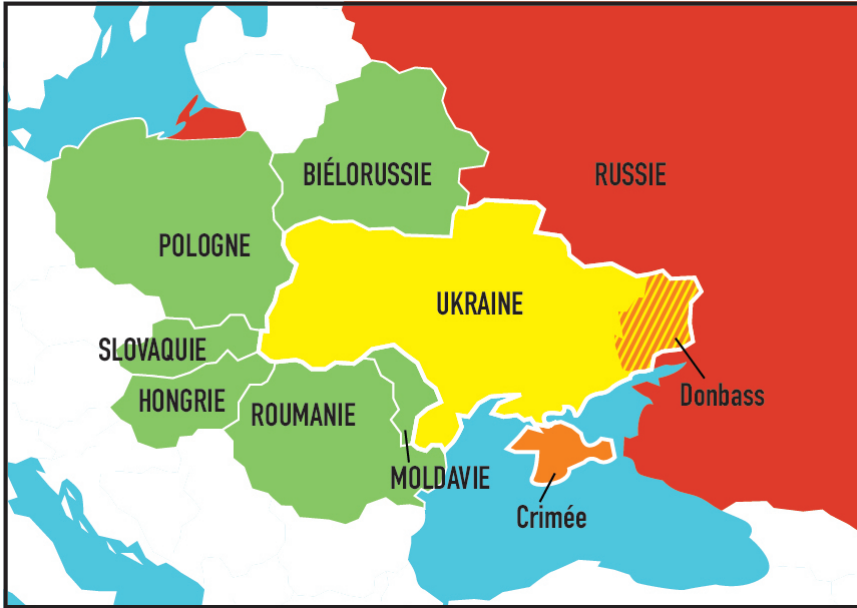 BIÉLORUSSIE
RUSSIE
POLOGNE
UKRAINE
SLOVAQUIE
Donbass
HONGRIE
ROUMANIE
MOLDAVIE
Crimée